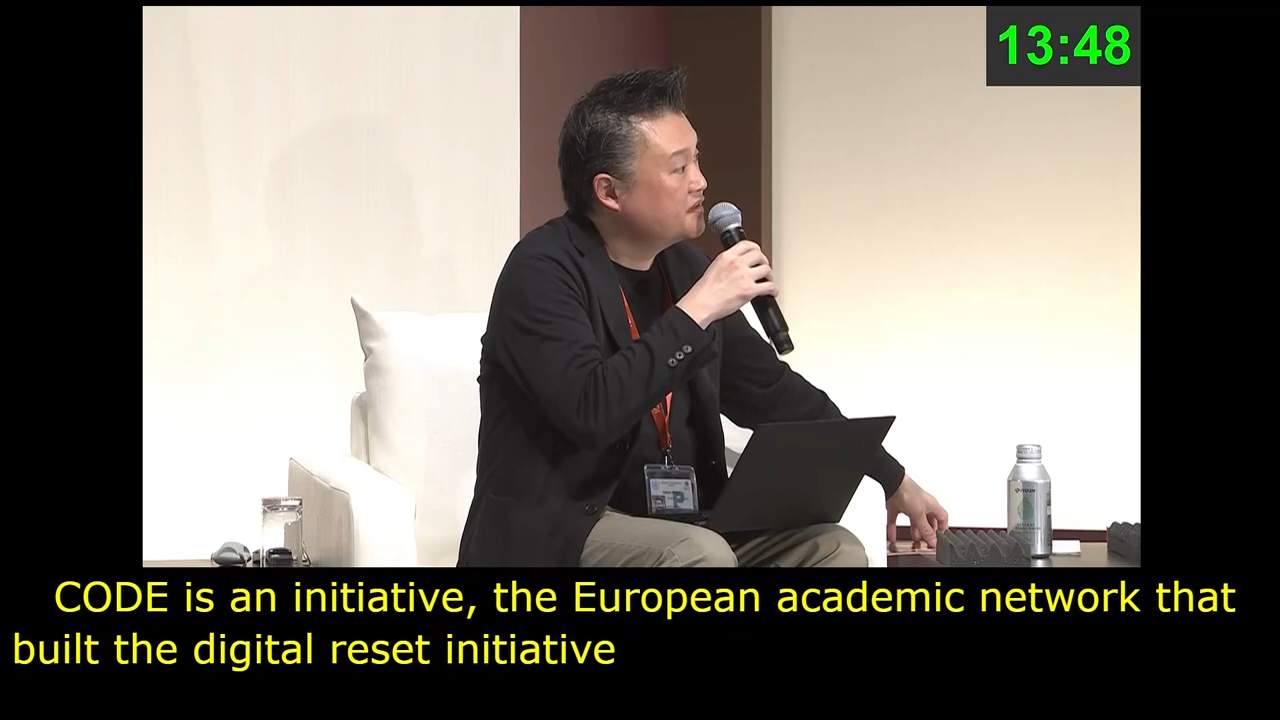 13:48
P
CODE is an initiative, the European academic network that
built the digital reset initiative